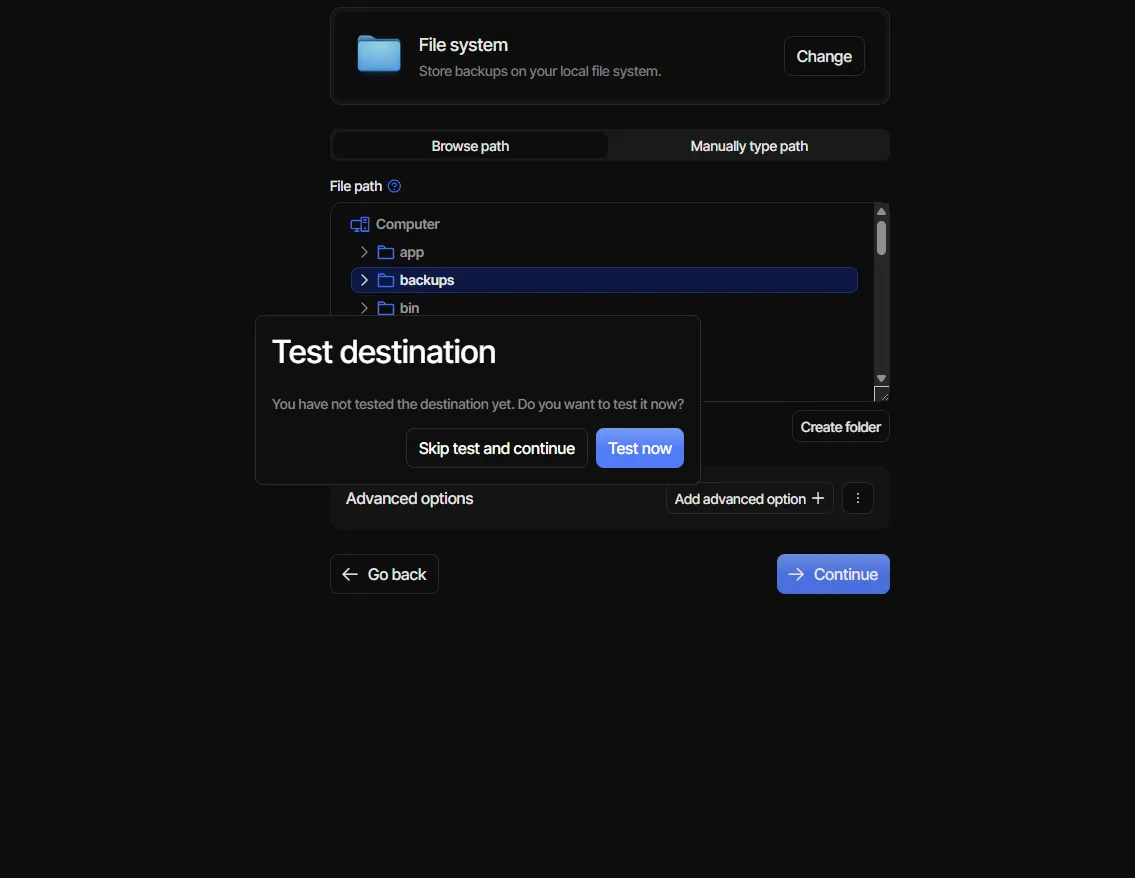 File system
Store backups on your local file system.
Change
Browse path
Manually type path
File path
Computer
app
backups
bin
Test destination
You have not tested the destination yet. Do you want to test it now?
Skip test and continue
Test now
Create folder
Advanced options
Add advanced option
Go back
Continue